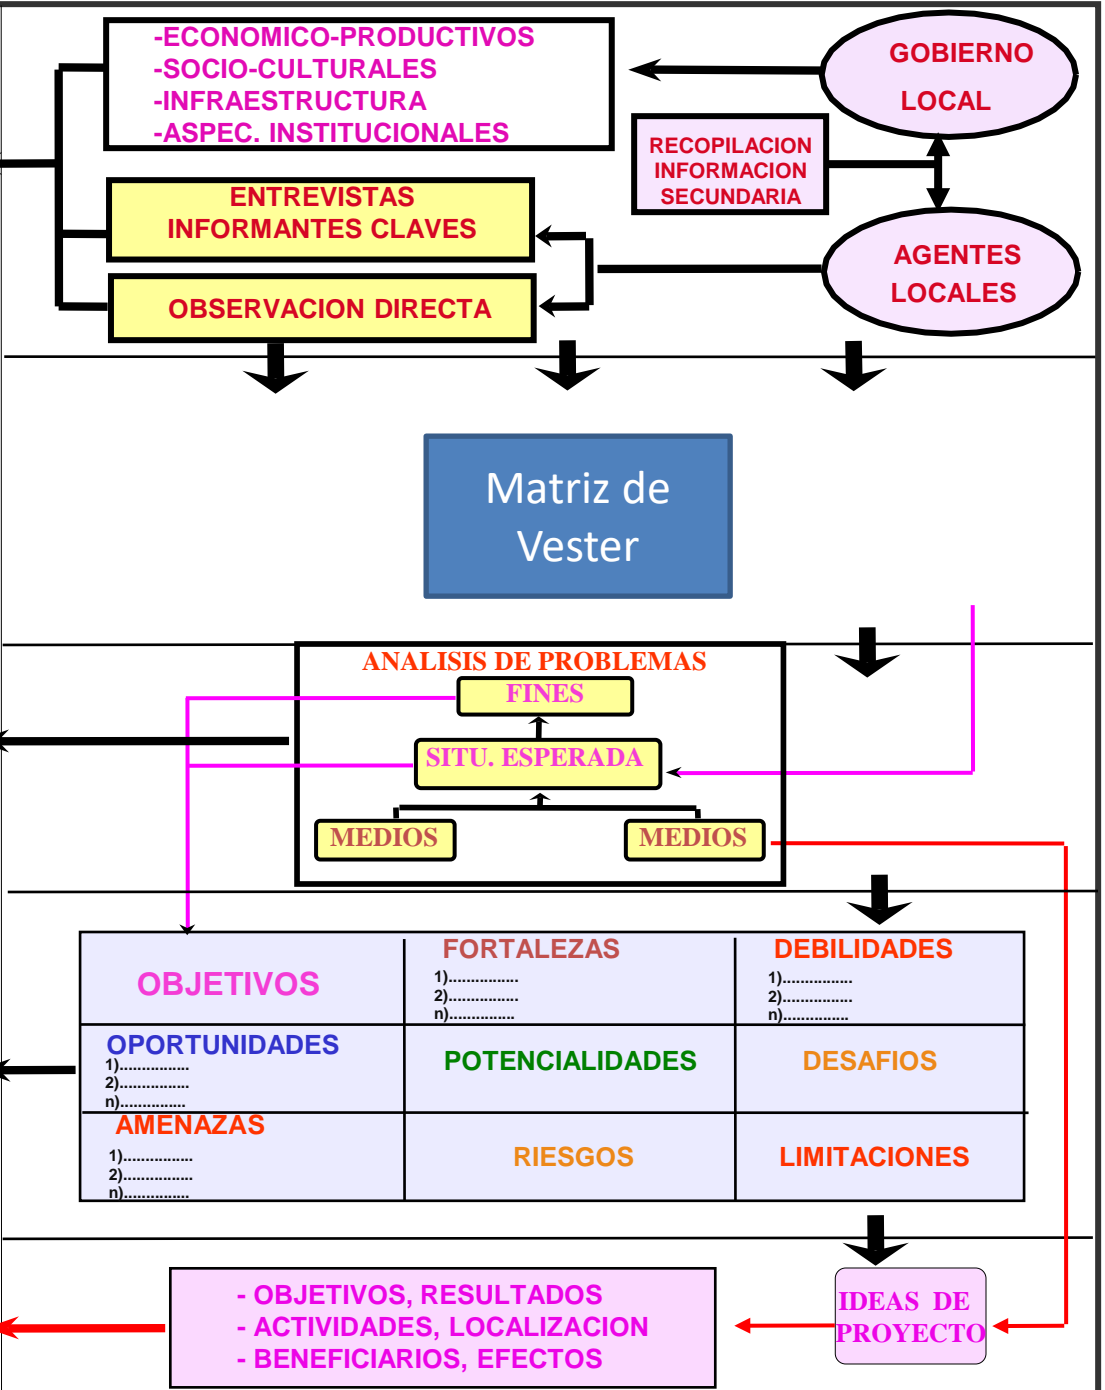 -ECONOMICO-PRODUCTIVOS
-SOCIO-CULTURALES
-INFRAESTRUCTURA
-ASPEC. INSTITUCIONALES
GOBIERNO
LOCAL
RECOPILACION
INFORMACION
SECUNDARIA
ENTREVISTAS
INFORMANTES CLAVES
AGENTES
LOCALES
OBSERVACION DIRECTA
Matriz de
Vester
ANALISIS DE PROBLEMAS
FINES
SITU. ESPERADA
MEDIOS
MEDIOS
OBJETIVOS
FORTALEZAS
1)................
2)................
n)...............
DEBILIDADES
1)................
2)................
n)...............
OPORTUNIDADES
1)................
2)................
n)...............
POTENCIALIDADES
DESAFIOS
AMENAZAS
1)................
2)................
n)...............
RIESGOS
LIMITACIONES
- OBJETIVOS, RESULTADOS
- ACTIVIDADES, LOCALIZACION
- BENEFICIARIOS, EFECTOS
IDEAS DE
PROYECTO